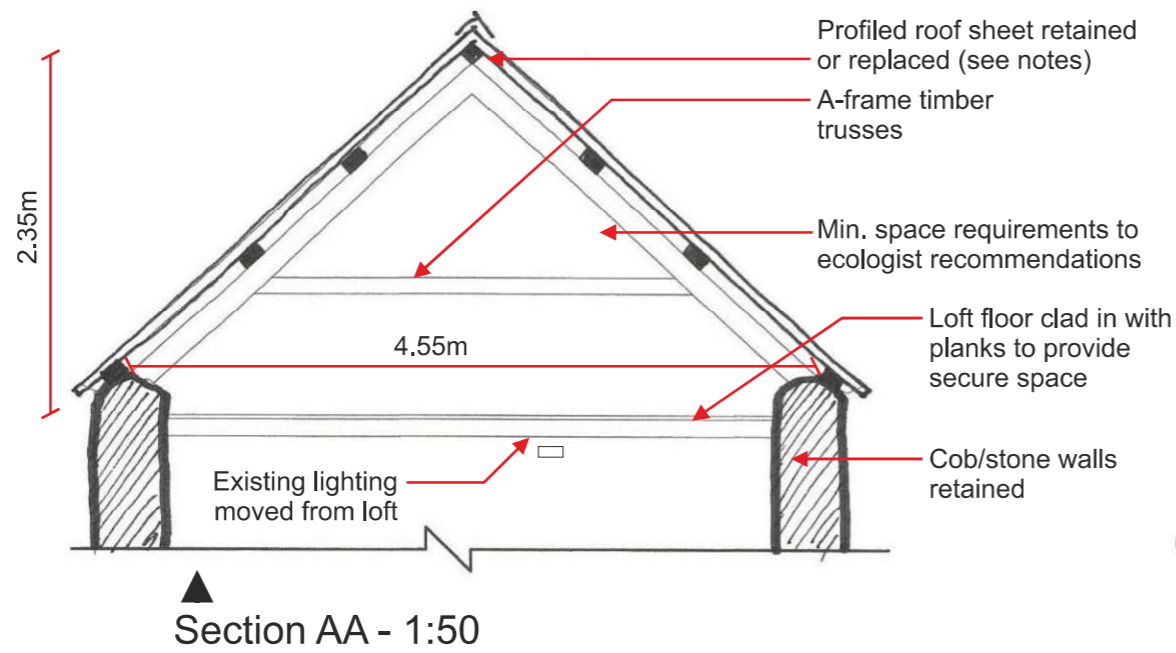 Profiled roof sheet retained
or replaced (see notes)
A-frame timber
trusses
2.35m
Min. space requirements to
ecologist recommendations
Loft floor clad in with
planks to provide
secure space
4.55m
Existing lighting
moved from loft
Cob/stone walls
retained
Section AA - 1:50